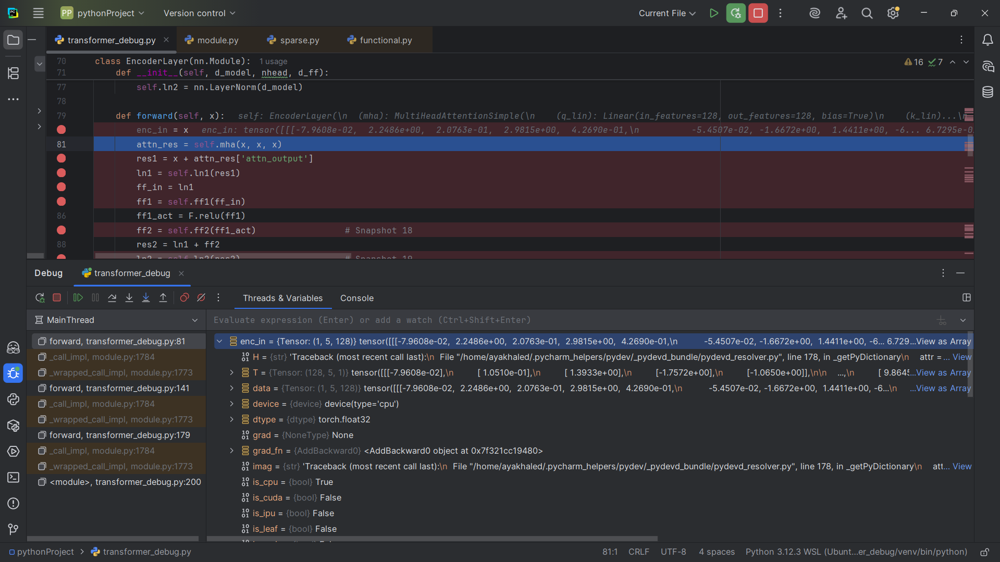 PP pythonProject Version control Current File
transformer_debug.py module.py sparse.py functional.py
70 class EncoderLayer(nn.Module): 1 usage 16 7
71 def __init__(self, d_model, nhead, d_ff):
77 self.ln2 = nn.LayerNorm(d_model)
78
79 def forward(self, x): self: EncoderLayer(\n (mha): MultiHeadAttentionSimple(\n (q_lin): Linear(in_features=128, out_features=128, bias=True)\n (k_lin)...\n
enc_in = x enc_in: tensor([[[-7.9608e-02, 2.2486e+00, 2.0763e-01, 2.9815e+00, 4.2690e-01,\n -5.4507e-02, -1.6672e+00, 1.4411e+00, -6... 6.7295e-0
81 attn_res = self.mha(x, x, x)
res1 = x + attn_res['attn_output']
ln1 = self.ln1(res1)
ff_in = ln1
ff1 = self.ff1(ff_in)
86 ff1_act = F.relu(ff1)
ff2 = self.ff2(ff1_act) # Snapshot 18
88 res2 = ln1 + ff2
ln2 = self.ln2(res2) # Snapshot 19
Debug transformer_debug
Threads & Variables Console
MainThread
Evaluate expression (Enter) or add a watch (Ctrl+Shift+Enter)
forward, transformer_debug.py:81
_call_impl, module.py:1784
_wrapped_call_impl, module.py:1773
forward, transformer_debug.py:141
_call_impl, module.py:1784
_wrapped_call_impl, module.py:1773
forward, transformer_debug.py:179
_call_impl, module.py:1784
_wrapped_call_impl, module.py:1773
<module>, transformer_debug.py:200
enc_in = {Tensor: (1, 5, 128)} tensor([[[-7.9608e-02, 2.2486e+00, 2.0763e-01, 2.9815e+00, 4.2690e-01,\n -5.4507e-02, -1.6672e+00, 1.4411e+00, -6... 6.729...View as Array
H = {str} 'Traceback (most recent call last):\n File "/home/ayakhaled/.pycharm_helpers/pydev/_pydevd_bundle/pydevd_resolver.py", line 178, in _getPyDictionary\n attr =... View
T = {Tensor: (128, 5, 1)} tensor([[[-7.9608e-02],\n [ 1.0510e-01],\n [ 1.3933e+00],\n [-1.7572e+00],\n [-1.0650e+00]],\n\n ...,\n [ 9.8645...View as Array
data = {Tensor: (1, 5, 128)} tensor([[[-7.9608e-02, 2.2486e+00, 2.0763e-01, 2.9815e+00, 4.2690e-01,\n -5.4507e-02, -1.6672e+00, 1.4411e+00, -6...\n ...View as Array
device = {device} device(type='cpu')
dtype = {dtype} torch.float32
grad = {NoneType} None
grad_fn = {AddBackward0} <AddBackward0 object at 0x7f321cc19480>
imag = {str} 'Traceback (most recent call last):\n File "/home/ayakhaled/.pycharm_helpers/pydev/_pydevd_bundle/pydevd_resolver.py", line 178, in _getPyDictionary\n att... View
is_cpu = {bool} True
is_cuda = {bool} False
is_ipu = {bool} False
is_leaf = {bool} False
pythonProject transformer_debug.py 81:1 CRLF UTF-8 4 spaces Python 3.12.3 WSL (Ubunt...er_debug/venv/bin/python)